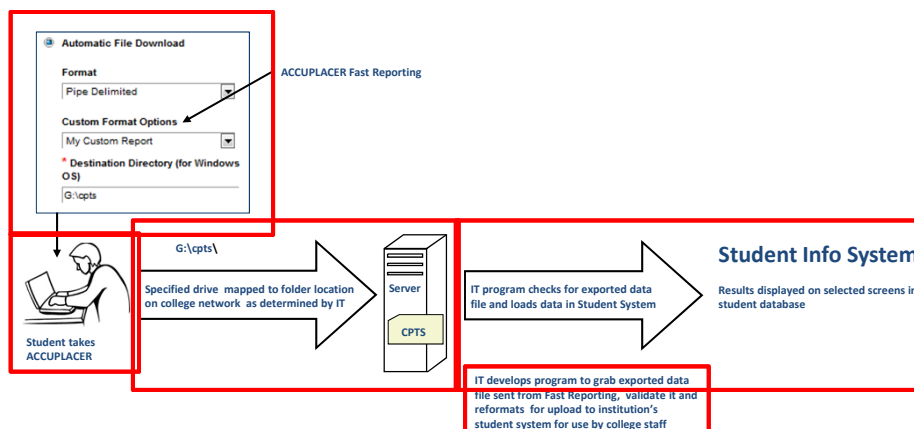 Automatic File Download
Format
Pipe Delimited
Custom Format Options
My Custom Report
* Destination Directory (for Windows
OS)
G:\cpts
ACCUPLACER Fast Reporting
Student takes
ACCUPLACER
G:\cpts\
Specified drive mapped to folder location
on college network as determined by IT
Server
CPTS
IT program checks for exported data
file and loads data in Student System
Student Info System
Results displayed on selected screens in
student database
IT develops program to grab exported data
file sent from Fast Reporting, validate it and
reformats for upload to institution's
student system for use by college staff